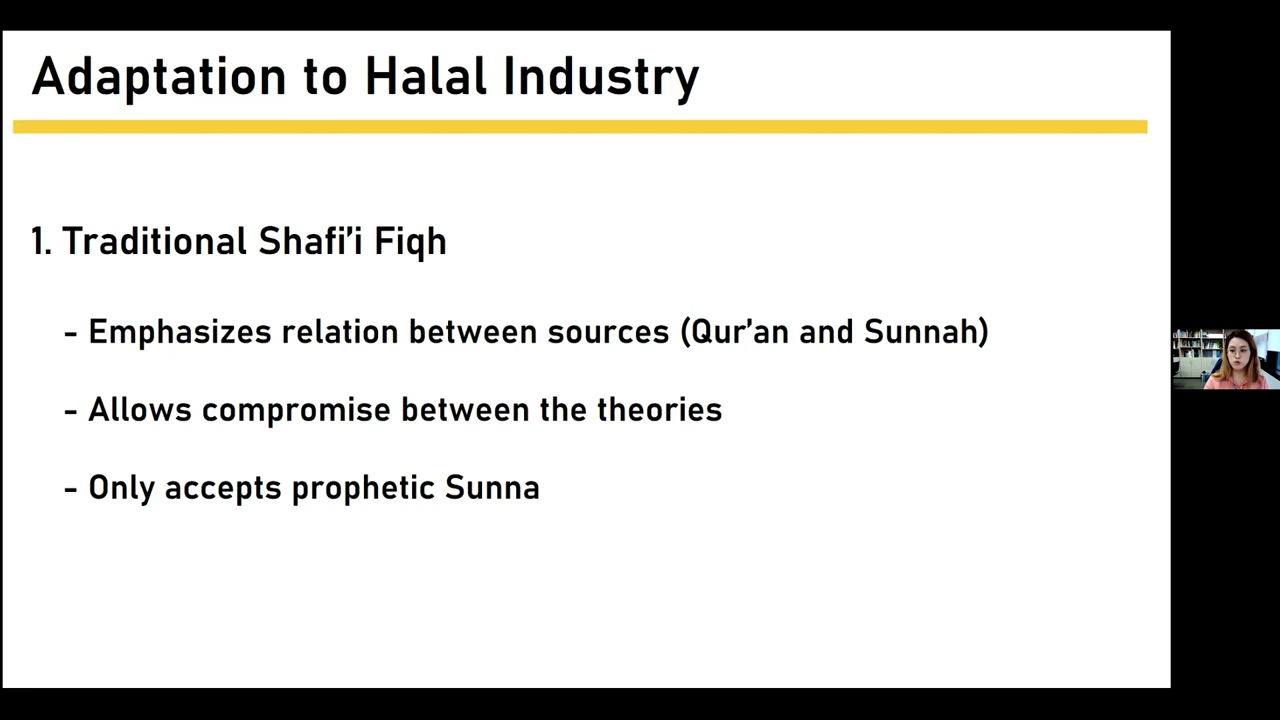 Adaptation to Halal Industry
1. Traditional Shafi'i Fiqh
- Emphasizes relation between sources (Qur'an and Sunnah)
- Allows compromise between the theories
- Only accepts prophetic Sunna